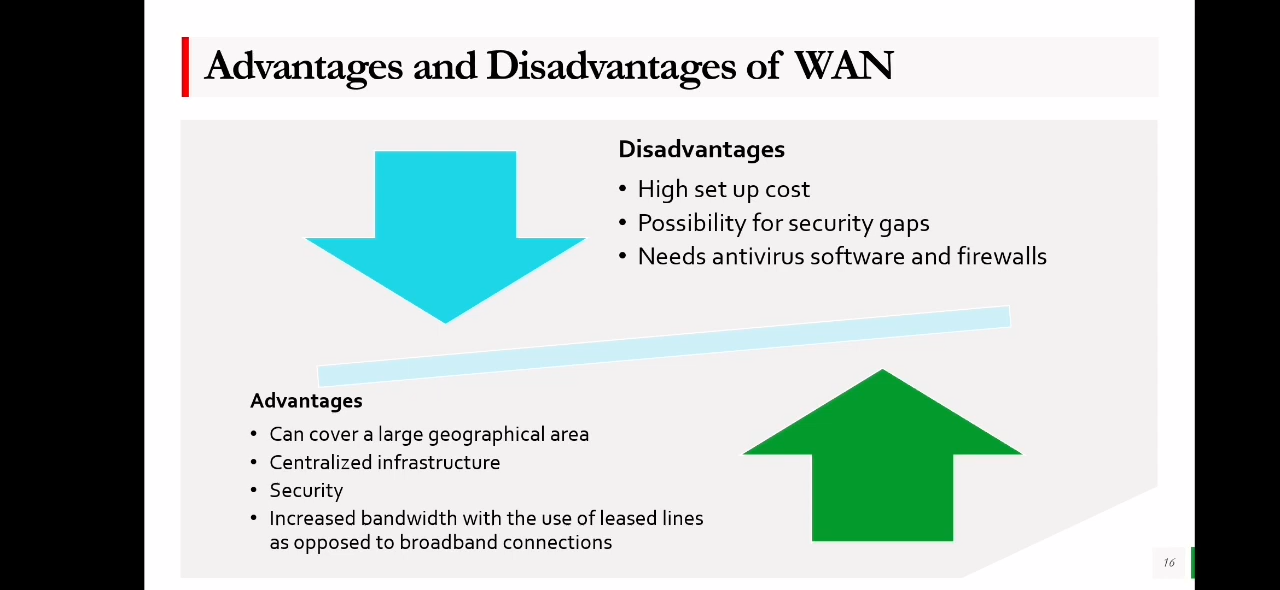 Advantages and Disadvantages of WAN
Disadvantages
• High set up cost
• Possibility for security gaps
• Needs antivirus software and firewalls
Advantages
• Can cover a large geographical area
• Centralized infrastructure
• Security
• Increased bandwidth with the use of leased lines
as opposed to broadband connections
16